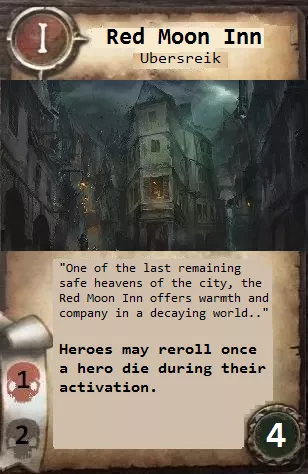 I
Red Moon Inn
Ubersreik
"One of the last remaining
safe heavens of the city, the
Red Moon Inn offers warmth and
company in a decaying world.."
Heroes may reroll once
a hero die during their
activation.
1
2
4